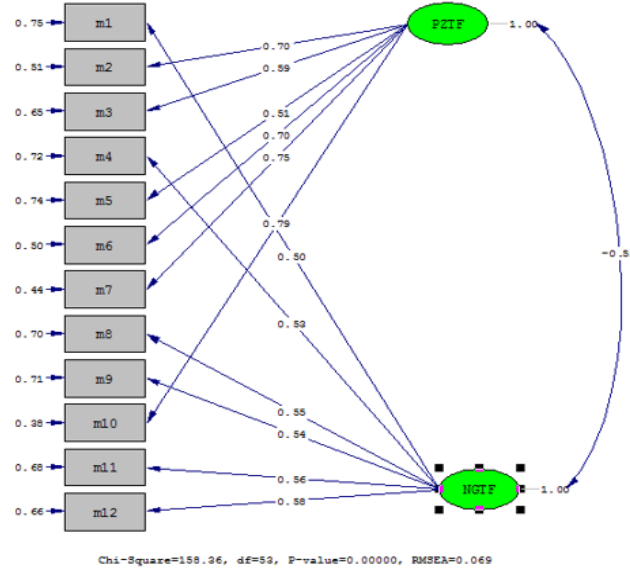 0.75 m1 PZTF 1.00
0.70
0.51 m2
0.59
0.65 m3
0.51
0.70
0.72 m4 0.75
0.74 m5
0.79
0.50 m6 -0.5
0.50
0.44 m7
0.53
0.70 m8
0.71 m9
0.55
0.38 m10 0.54
0.68 m11
0.56
NGTF 1.00
0.58
0.66 m12
Chi-Square=158.36, df=53, P-value=0.00000, RMSEA=0.069